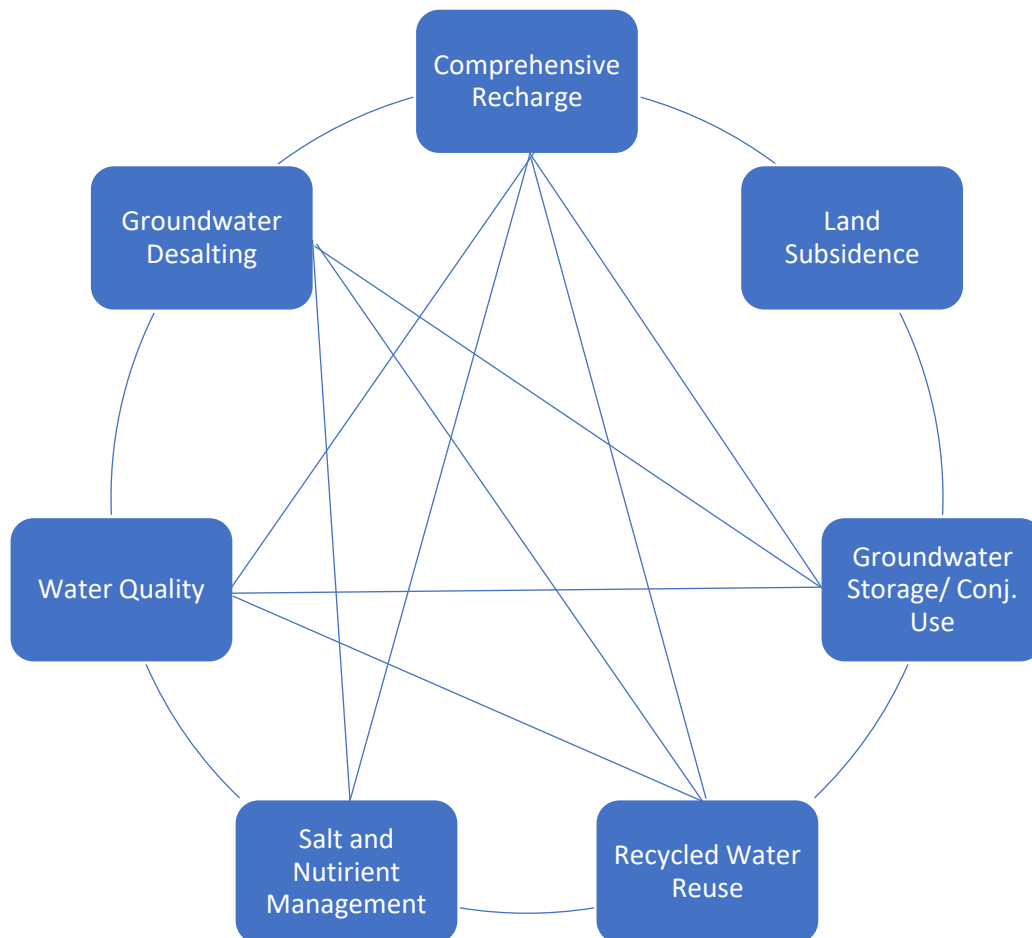 Comprehensive
Recharge
Land
Subsidence
Groundwater
Storage/ Conj.
Use
Recycled Water
Reuse
Salt and
Nutirient
Management
Water Quality
Groundwater
Desalting